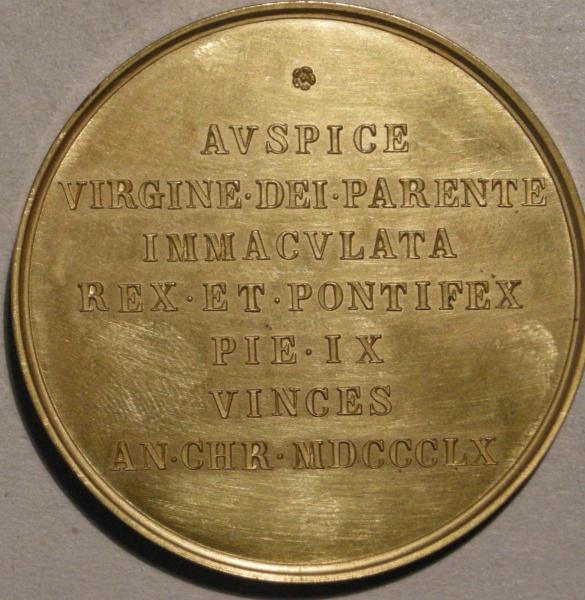 AVSPICE
VIRGINE·DEI·PARENTE
IMMACVLATA
REX·ET·PONTIFEX
PIE·IX
VINCES
AN·CHR·MDCCCLX